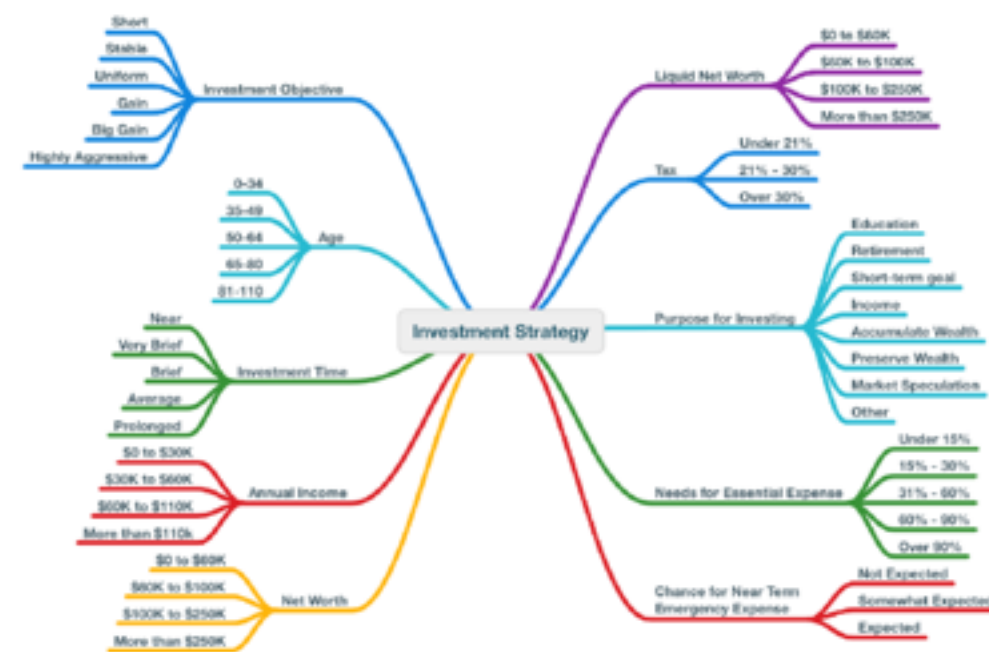 Investment Strategy
Investment Objective
Short
Stable
Uniform
Gain
Big Gain
Highly Aggressive
Age
0-34
35-49
50-64
65-80
81-110
Investment Time
Near
Very Brief
Brief
Average
Prolonged
Annual Income
$0 to $30K
$30K to $60K
$60K to $110K
More than $110k
Net Worth
$0 to $60K
$60K to $100K
$100K to $250K
More than $250K
Liquid Net Worth
$0 to $60K
$60K to $100K
$100K to $250K
More than $250K
Tax
Under 21%
21% - 30%
Over 30%
Purpose for Investing
Education
Retirement
Short-term goal
Income
Accumulate Wealth
Preserve Wealth
Market Speculation
Other
Needs for Essential Expense
Under 15%
15% - 30%
31% - 60%
60% - 90%
Over 90%
Chance for Near Term
Emergency Expense
Not Expected
Somewhat Expected
Expected